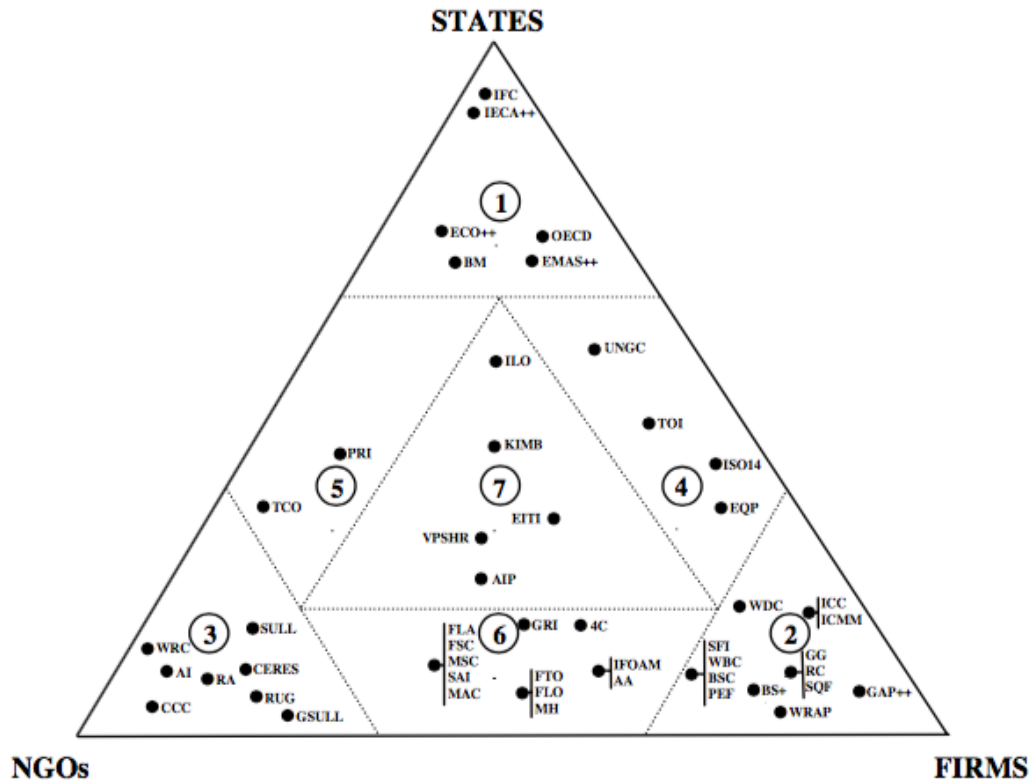 STATES
IFC
IECA++
1
ECO++
OECD
BM
EMAS++
UNGC
ILO
TOI
KIMB
PRI
ISO14
5
7
4
TCO
EQP
EITI
VPSHR
AIP
WDC
ICC
ICMM
3
SULL
6
GRI
4C
2
WRC
AI
RA
CERES
RUG
CCC
GSULL
FLA
FSC
MSC
SAI
MAC
FTO
FLO
MH
IFOAM
AA
SFI
WBC
BSC
PEF
GG
RC
SQF
BS+
GAP++
WRAP
NGOs
FIRMS